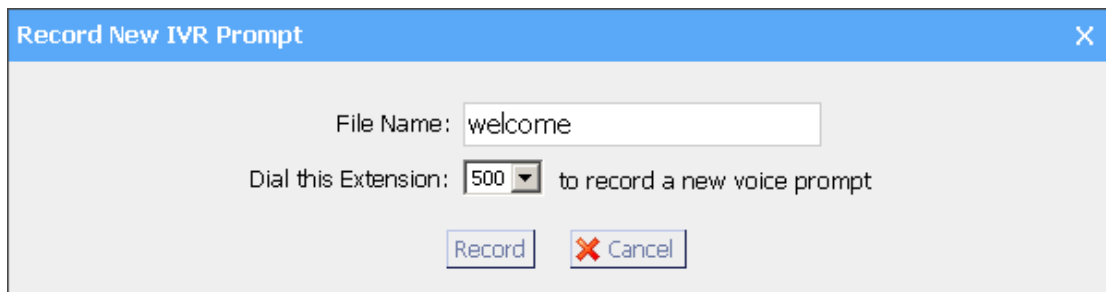 Record New IVR Prompt X
File Name: welcome
Dial this Extension: 500 to record a new voice prompt
Record Cancel